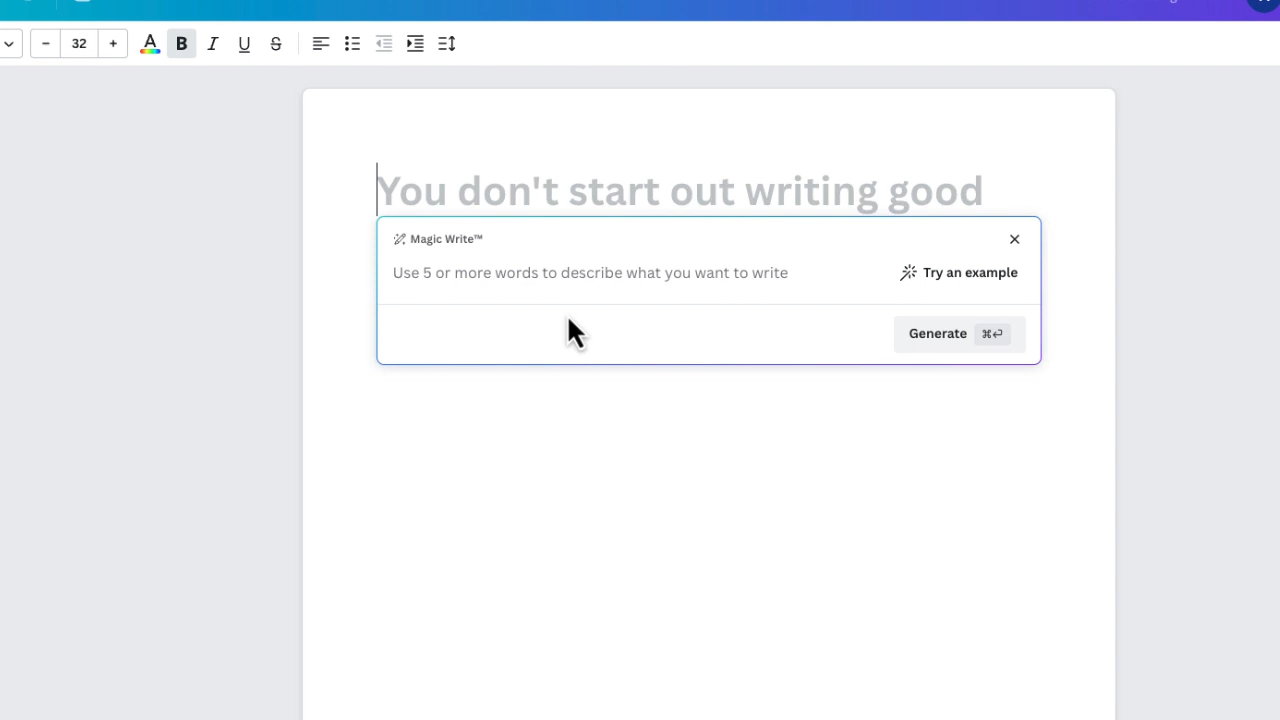 − 32 + A B I U S
You don't start out writing good
Magic Write™
Use 5 or more words to describe what you want to write
Try an example
Generate ⌘⏎